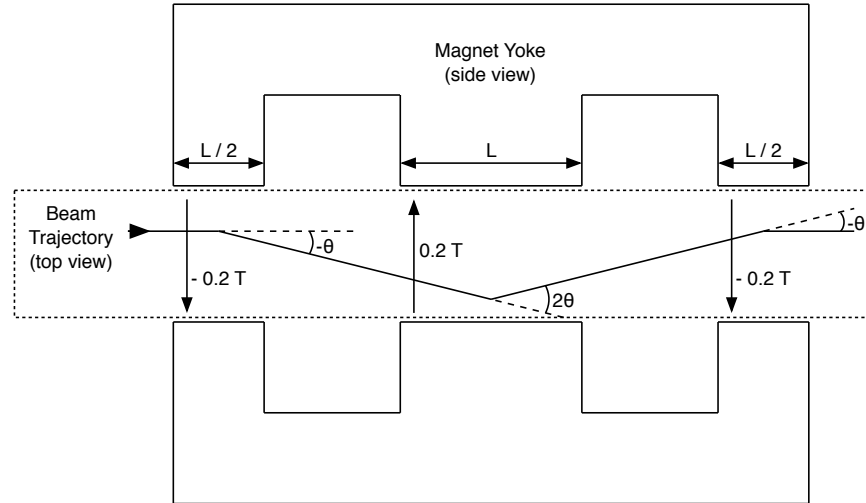 Magnet Yoke
(side view)
L / 2
L
L / 2
Beam
Trajectory
(top view)
-θ
- 0.2 T
0.2 T
2θ
- 0.2 T
-θ